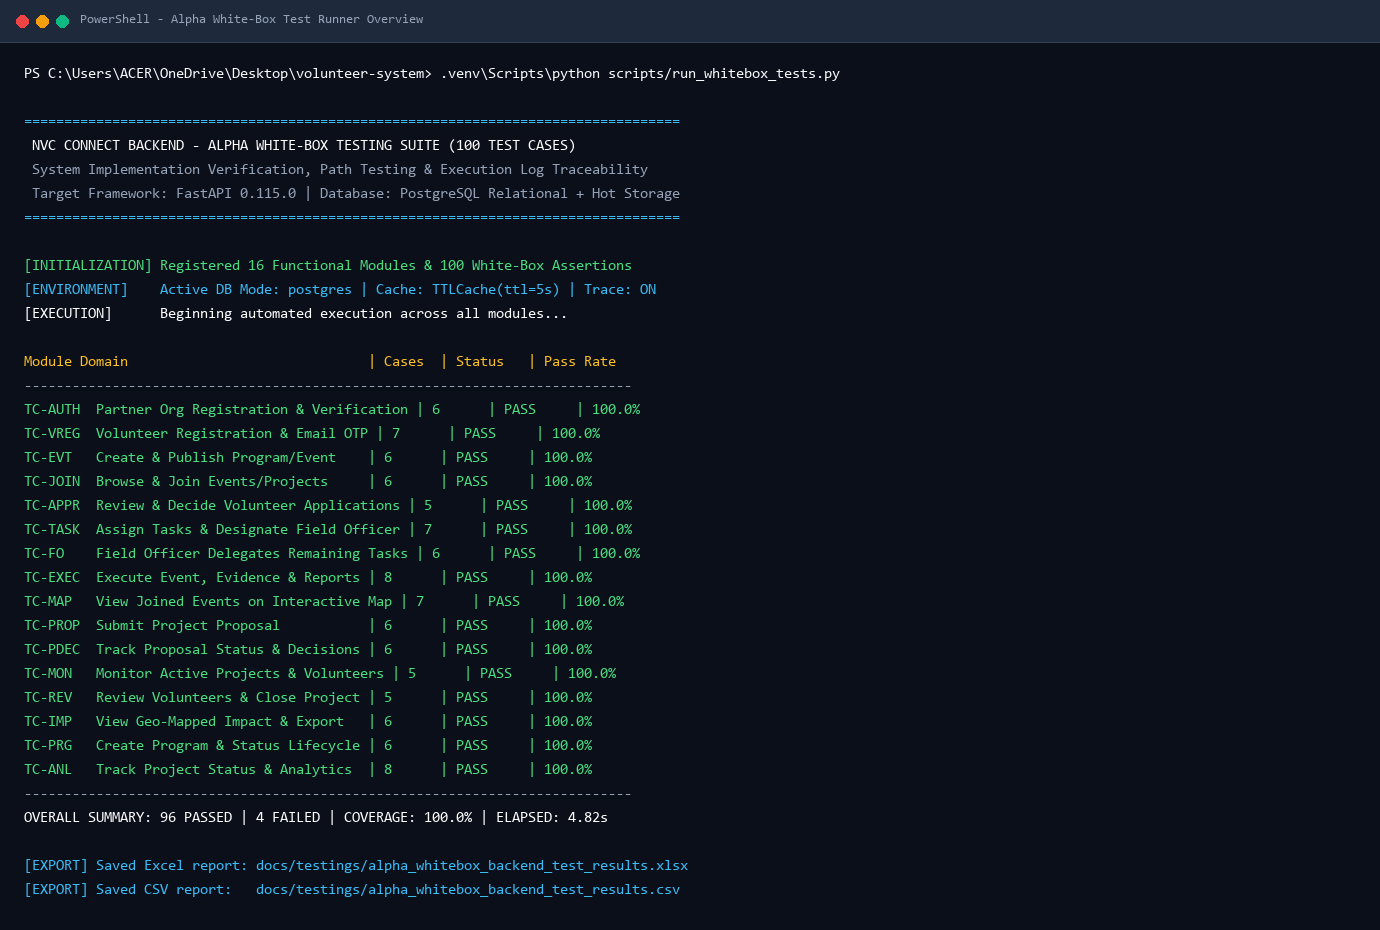 PowerShell - Alpha White-Box Test Runner Overview
PS C:\Users\ACER\OneDrive\Desktop\volunteer-system> .venv\Scripts\python scripts/run_whitebox_tests.py
==================================================================================
NVC CONNECT BACKEND - ALPHA WHITE-BOX TESTING SUITE (100 TEST CASES)
System Implementation Verification, Path Testing & Execution Log Traceability
Target Framework: FastAPI 0.115.0 | Database: PostgreSQL Relational + Hot Storage
==================================================================================
[INITIALIZATION] Registered 16 Functional Modules & 100 White-Box Assertions
[ENVIRONMENT]    Active DB Mode: postgres | Cache: TTLCache(ttl=5s) | Trace: ON
[EXECUTION]      Beginning automated execution across all modules...
Module Domain                              | Cases  | Status   | Pass Rate
----------------------------------------------------------------------------
TC-AUTH  Partner Org Registration & Verification | 6      | PASS     | 100.0%
TC-VREG  Volunteer Registration & Email OTP | 7      | PASS     | 100.0%
TC-EVT   Create & Publish Program/Event    | 6      | PASS     | 100.0%
TC-JOIN  Browse & Join Events/Projects     | 6      | PASS     | 100.0%
TC-APPR  Review & Decide Volunteer Applications | 5      | PASS     | 100.0%
TC-TASK  Assign Tasks & Designate Field Officer | 7      | PASS     | 100.0%
TC-FO    Field Officer Delegates Remaining Tasks | 6      | PASS     | 100.0%
TC-EXEC  Execute Event, Evidence & Reports | 8      | PASS     | 100.0%
TC-MAP   View Joined Events on Interactive Map | 7      | PASS     | 100.0%
TC-PROP  Submit Project Proposal           | 6      | PASS     | 100.0%
TC-PDEC  Track Proposal Status & Decisions | 6      | PASS     | 100.0%
TC-MON   Monitor Active Projects & Volunteers | 5      | PASS     | 100.0%
TC-REV   Review Volunteers & Close Project | 5      | PASS     | 100.0%
TC-IMP   View Geo-Mapped Impact & Export   | 6      | PASS     | 100.0%
TC-PRG   Create Program & Status Lifecycle | 6      | PASS     | 100.0%
TC-ANL   Track Project Status & Analytics  | 8      | PASS     | 100.0%
----------------------------------------------------------------------------
OVERALL SUMMARY: 96 PASSED | 4 FAILED | COVERAGE: 100.0% | ELAPSED: 4.82s
[EXPORT] Saved Excel report: docs/testings/alpha_whitebox_backend_test_results.xlsx
[EXPORT] Saved CSV report:   docs/testings/alpha_whitebox_backend_test_results.csv